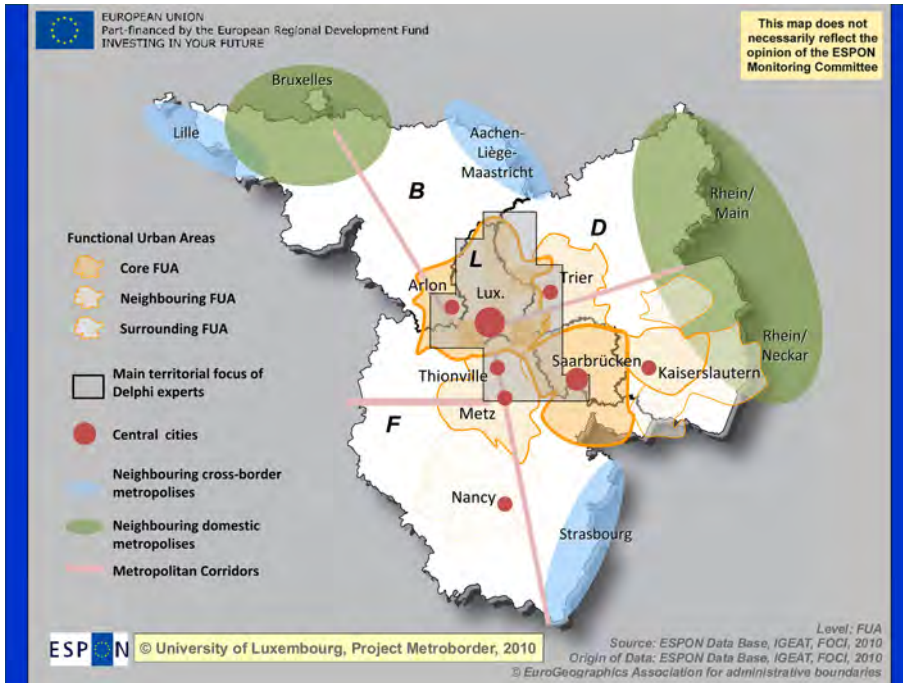 EUROPEAN UNION
Part-financed by the European Regional Development Fund
INVESTING IN YOUR FUTURE
This map does not
necessarily reflect the
opinion of the ESPON
Monitoring Committee
Bruxelles
Lille
Aachen-
Liège-
Maastricht
B
Rhein/
Main
D
L
Functional Urban Areas
Core FUA
Neighbouring FUA
Surrounding FUA
Arlon
Lux.
Trier
Rhein/
Neckar
Main territorial focus of
Delphi experts
Thionville
Saarbrücken
Kaiserslautern
Metz
F
Central cities
Neighbouring cross-border
metropolises
Nancy
Strasbourg
Neighbouring domestic
metropolises
Metropolitan Corridors
ESPON
© University of Luxembourg, Project Metroborder, 2010
Level: FUA
Source: ESPON Data Base, IGEAT, FOCI, 2010
Origin of Data: ESPON Data Base, IGEAT, FOCI, 2010
© EuroGeographics Association for administrative boundaries